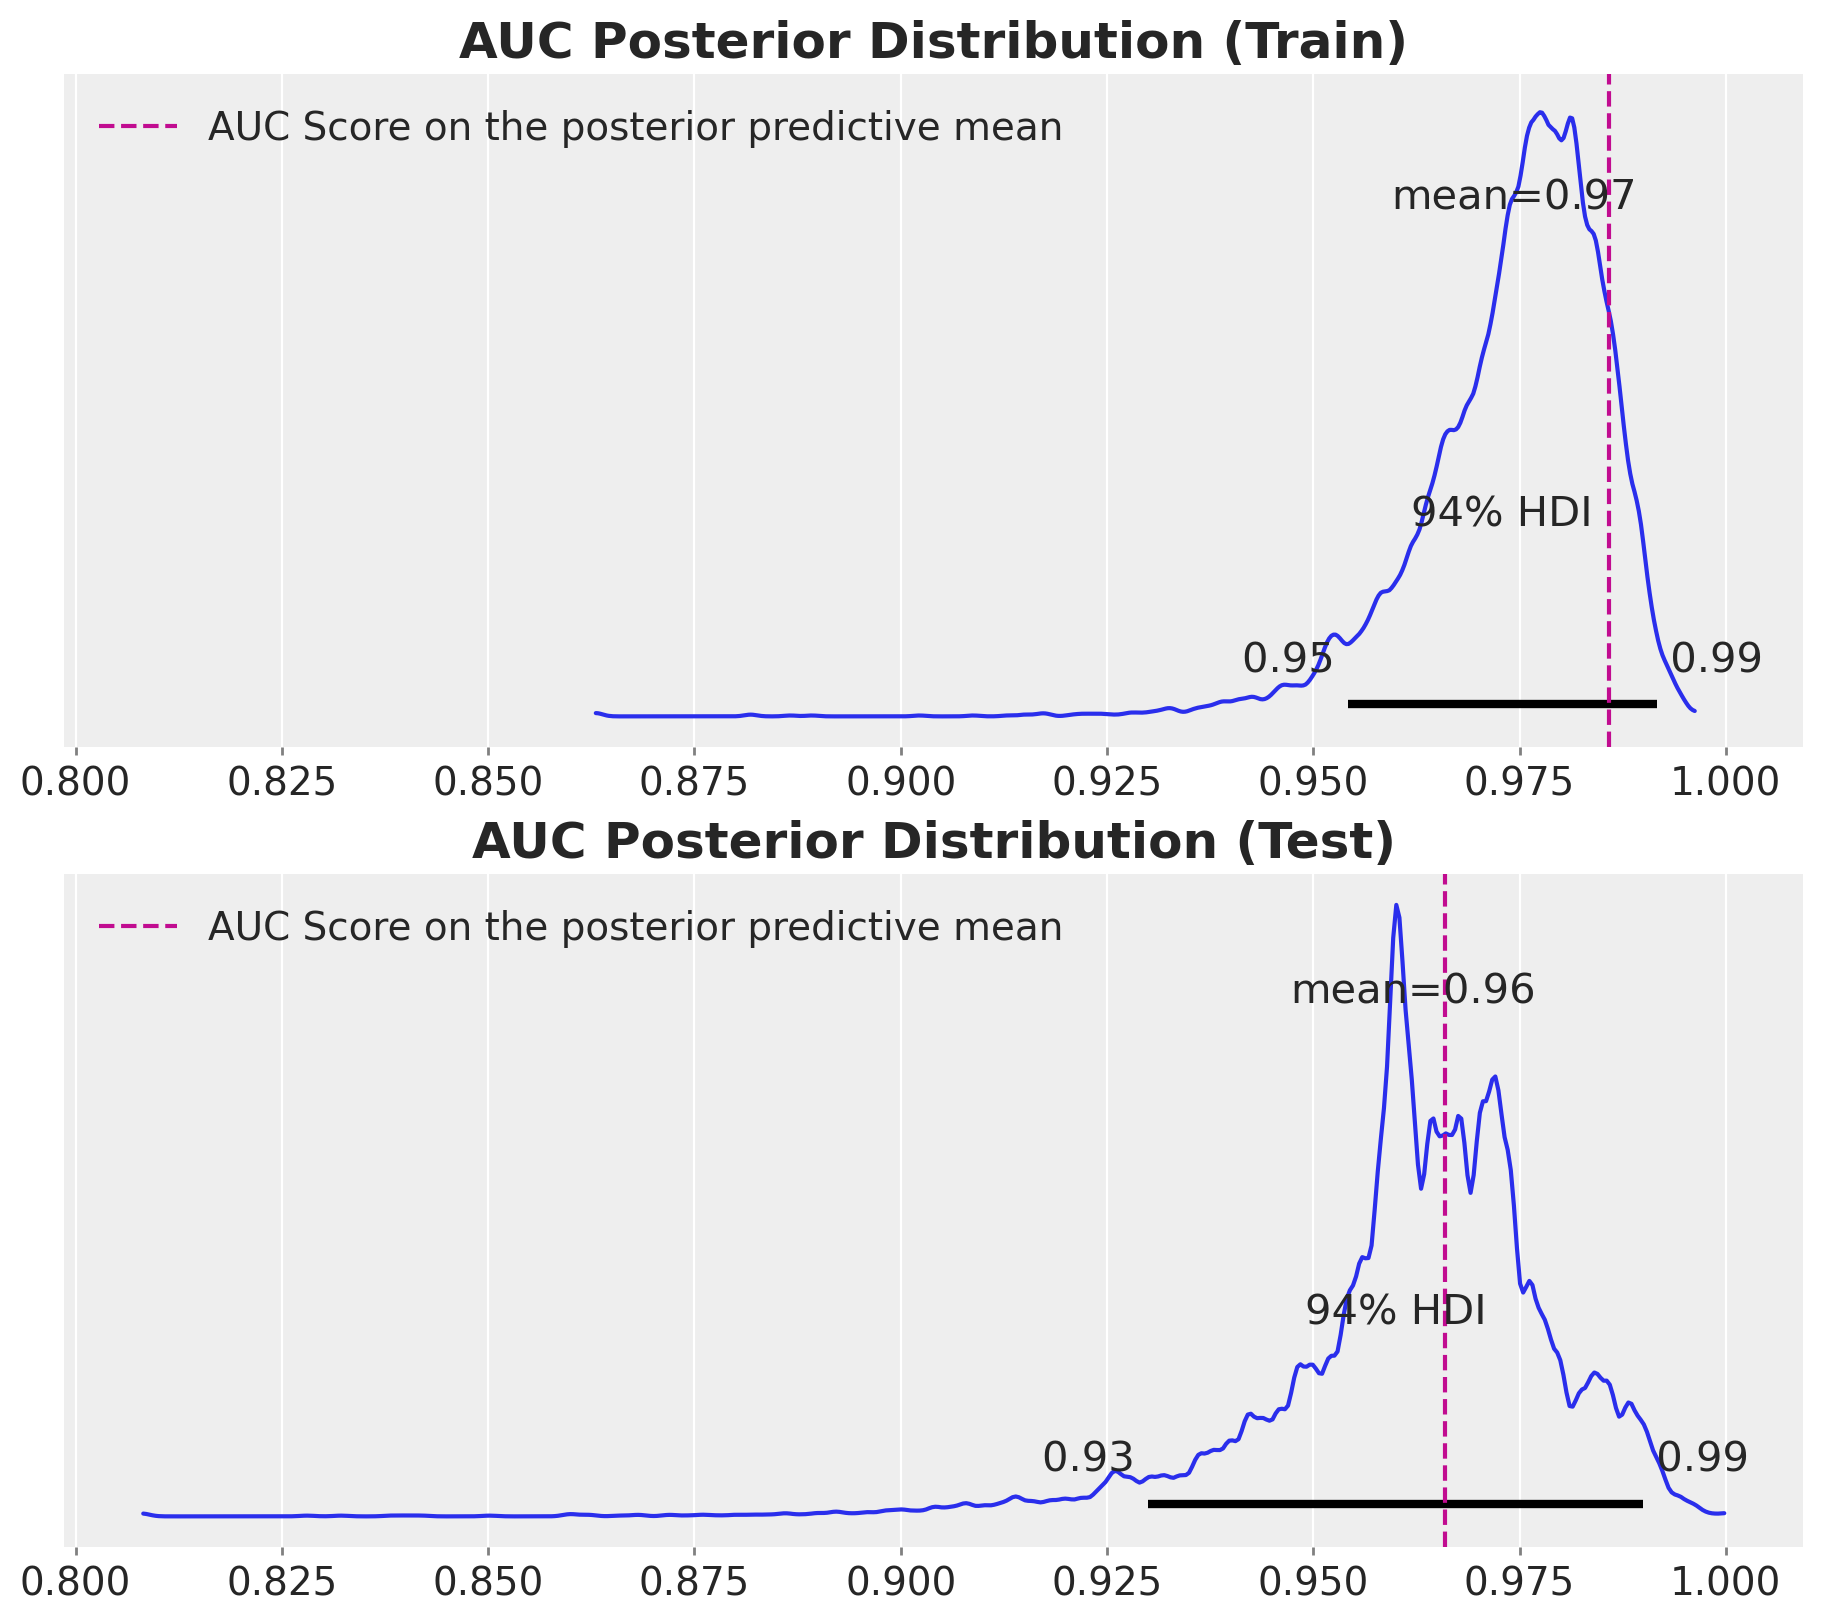 AUC Posterior Distribution (Train)
AUC Score on the posterior predictive mean
mean=0.97
94% HDI
0.95
0.99
0.800 0.825 0.850 0.875 0.900 0.925 0.950 0.975 1.000
AUC Posterior Distribution (Test)
AUC Score on the posterior predictive mean
mean=0.96
94% HDI
0.93
0.99
0.800 0.825 0.850 0.875 0.900 0.925 0.950 0.975 1.000